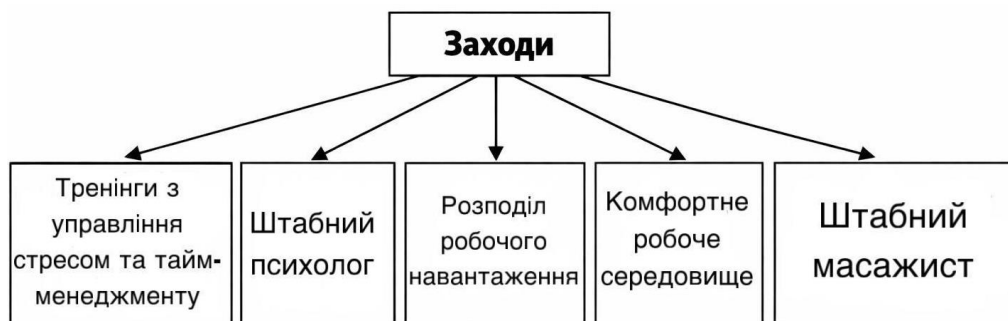 Заходи
Тренінги з
управління
стресом та тайм-
менеджменту
Штабний
психолог
Розподіл
робочого
навантаження
Комфортне
робоче
середовище
Штабний
масажист